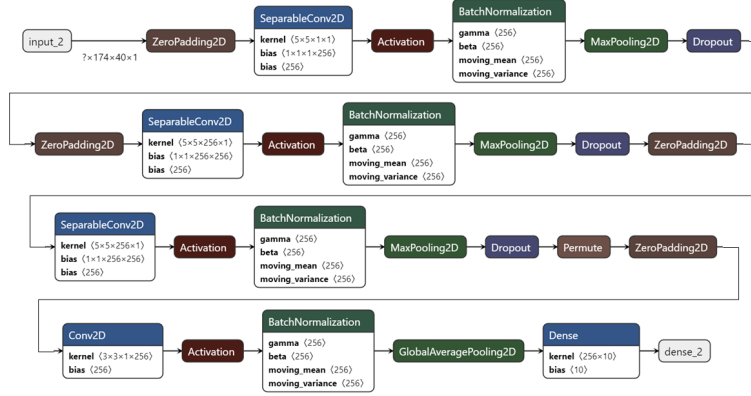 input_2
?×174×40×1
ZeroPadding2D
SeparableConv2D
kernel ⟨5×5×1×1⟩
bias ⟨1×1×1×256⟩
bias ⟨256⟩
Activation
BatchNormalization
gamma ⟨256⟩
beta ⟨256⟩
moving_mean ⟨256⟩
moving_variance ⟨256⟩
MaxPooling2D
Dropout
ZeroPadding2D
SeparableConv2D
kernel ⟨5×5×256×1⟩
bias ⟨1×1×256×256⟩
bias ⟨256⟩
Activation
BatchNormalization
gamma ⟨256⟩
beta ⟨256⟩
moving_mean ⟨256⟩
moving_variance ⟨256⟩
MaxPooling2D
Dropout
ZeroPadding2D
SeparableConv2D
kernel ⟨5×5×256×1⟩
bias ⟨1×1×256×256⟩
bias ⟨256⟩
Activation
BatchNormalization
gamma ⟨256⟩
beta ⟨256⟩
moving_mean ⟨256⟩
moving_variance ⟨256⟩
MaxPooling2D
Dropout
Permute
ZeroPadding2D
Conv2D
kernel ⟨3×3×1×256⟩
bias ⟨256⟩
Activation
BatchNormalization
gamma ⟨256⟩
beta ⟨256⟩
moving_mean ⟨256⟩
moving_variance ⟨256⟩
GlobalAveragePooling2D
Dense
kernel ⟨256×10⟩
bias ⟨10⟩
dense_2